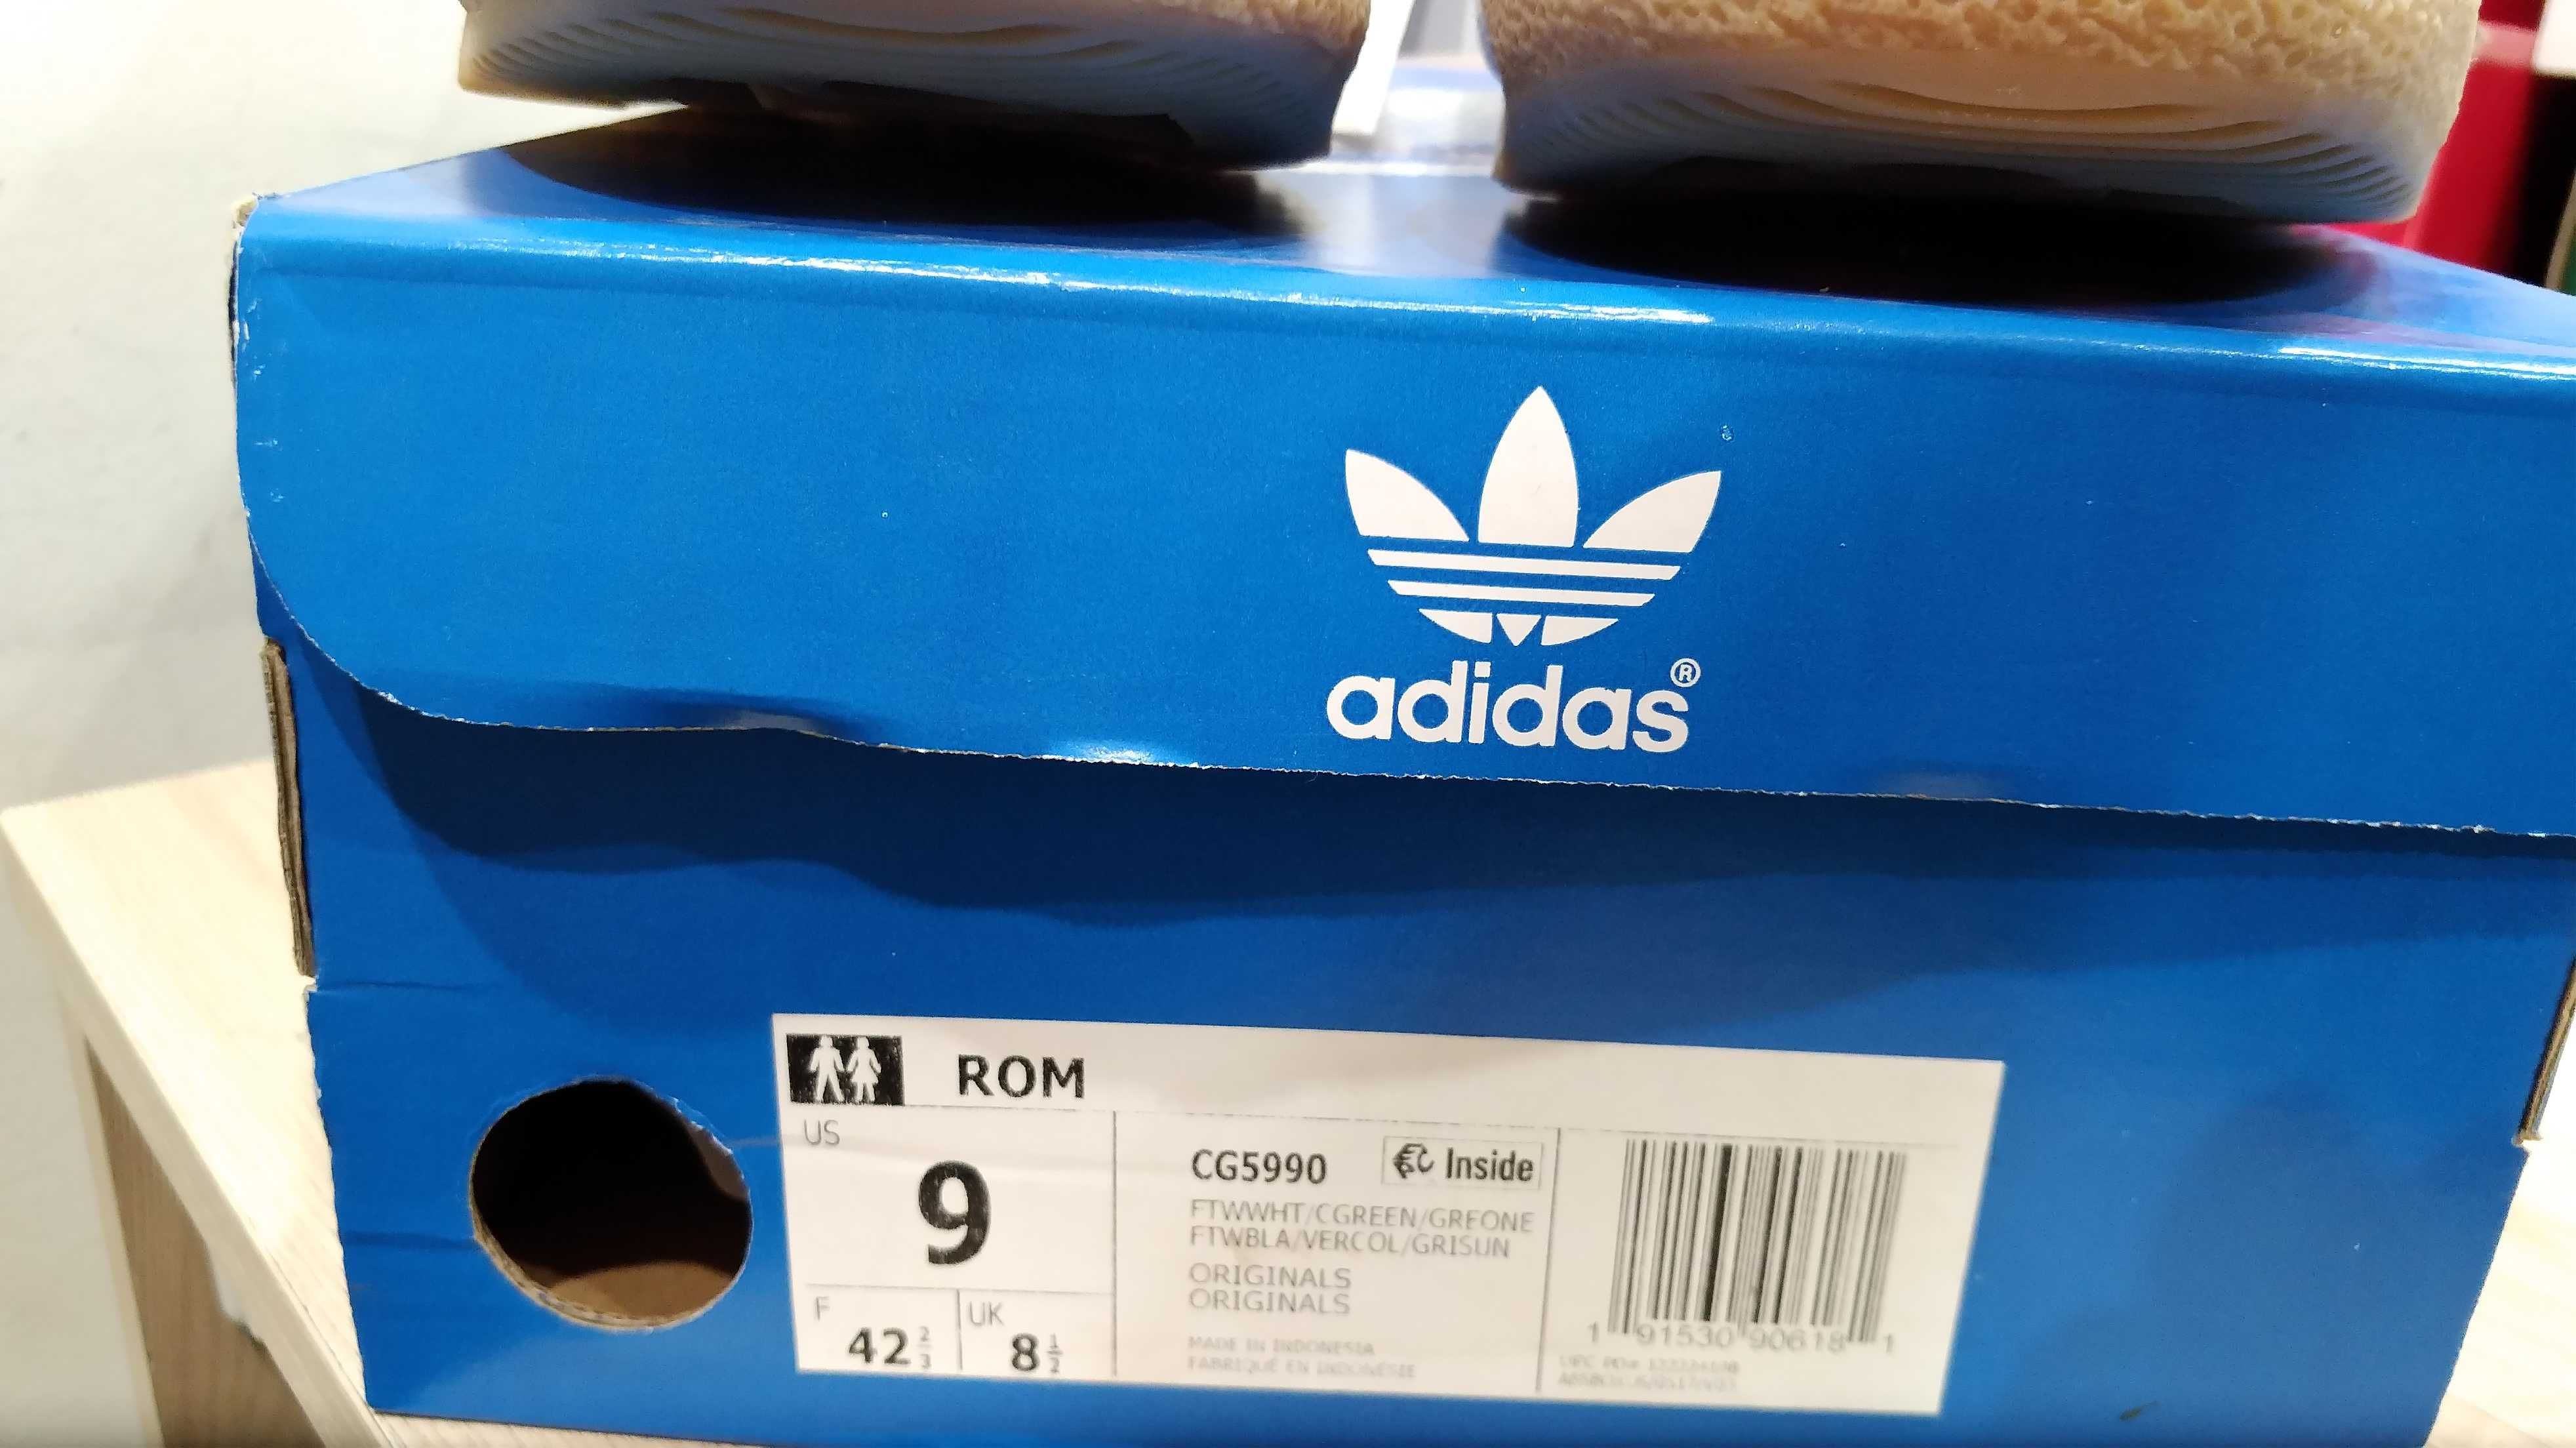 adidas®
ROM
US
9
F
42 2/3
UK
8 1/2
CG5990
Inside
FTWWHT/CGREEN/GREONE
FTWBLA/VERCOL/GRISUN
ORIGINALS
ORIGINALS
MADE IN INDONESIA
FABRIQUÉ EN INDONÉSIE
1 91530 90618 1